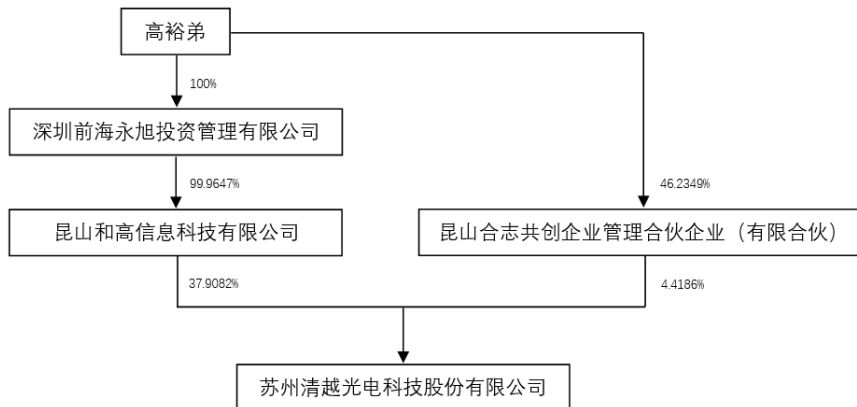 高裕弟
100%
深圳前海永旭投资管理有限公司
99.9647%
46.2349%
昆山和高信息科技有限公司
昆山合志共创企业管理合伙企业（有限合伙）
37.9082%
4.4186%
苏州清越光电科技股份有限公司